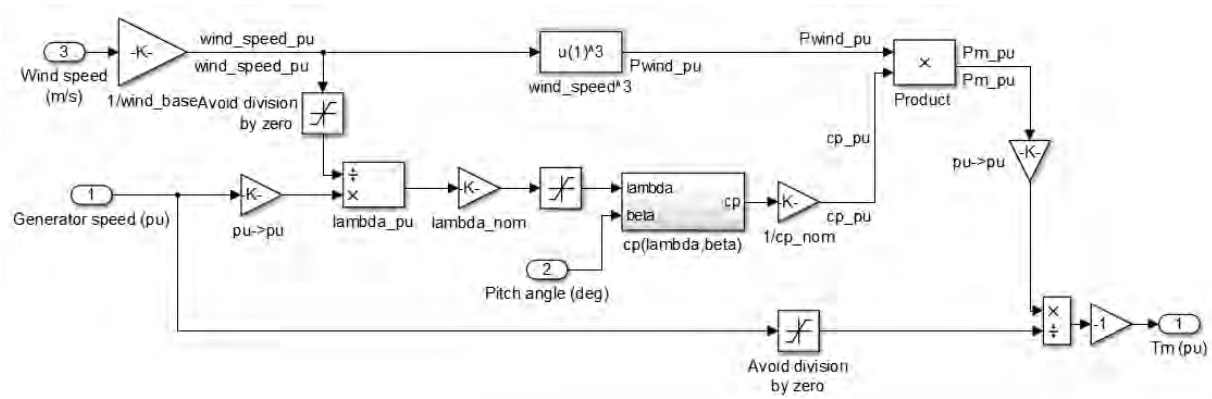 3
Wind speed
(m/s)
-K-
1/wind_base
wind_speed_pu
wind_speed_pu
Avoid division
by zero
u(1)^3
wind_speed^3
Pwind_pu
Pwind_pu
×
Product
Pm_pu
Pm_pu
-K-
pu->pu
cp_pu
1
Generator speed (pu)
-K-
pu->pu
÷
×
lambda_pu
-K-
lambda_nom
lambda
beta
cp
cp(lambda,beta)
-K-
1/cp_nom
cp_pu
2
Pitch angle (deg)
Avoid division
by zero
×
÷
-1
1
Tm (pu)